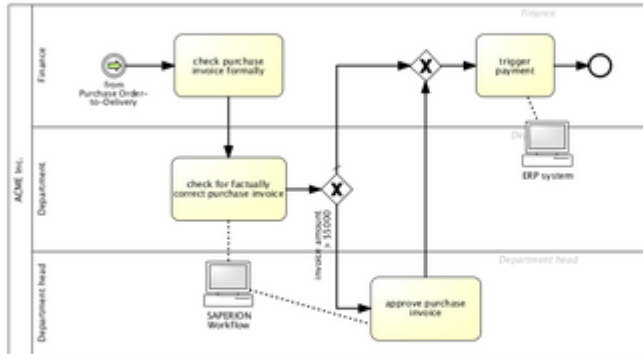 ACME Inc.
Finance
Finance
from
Purchase Order-
to-Delivery
check purchase
invoice formally
X
trigger
payment
Department
check for factually
correct purchase invoice
X
invoice amount
ERP system
Department head
Department head
SAPERION
Workflow
approve purchase
invoice